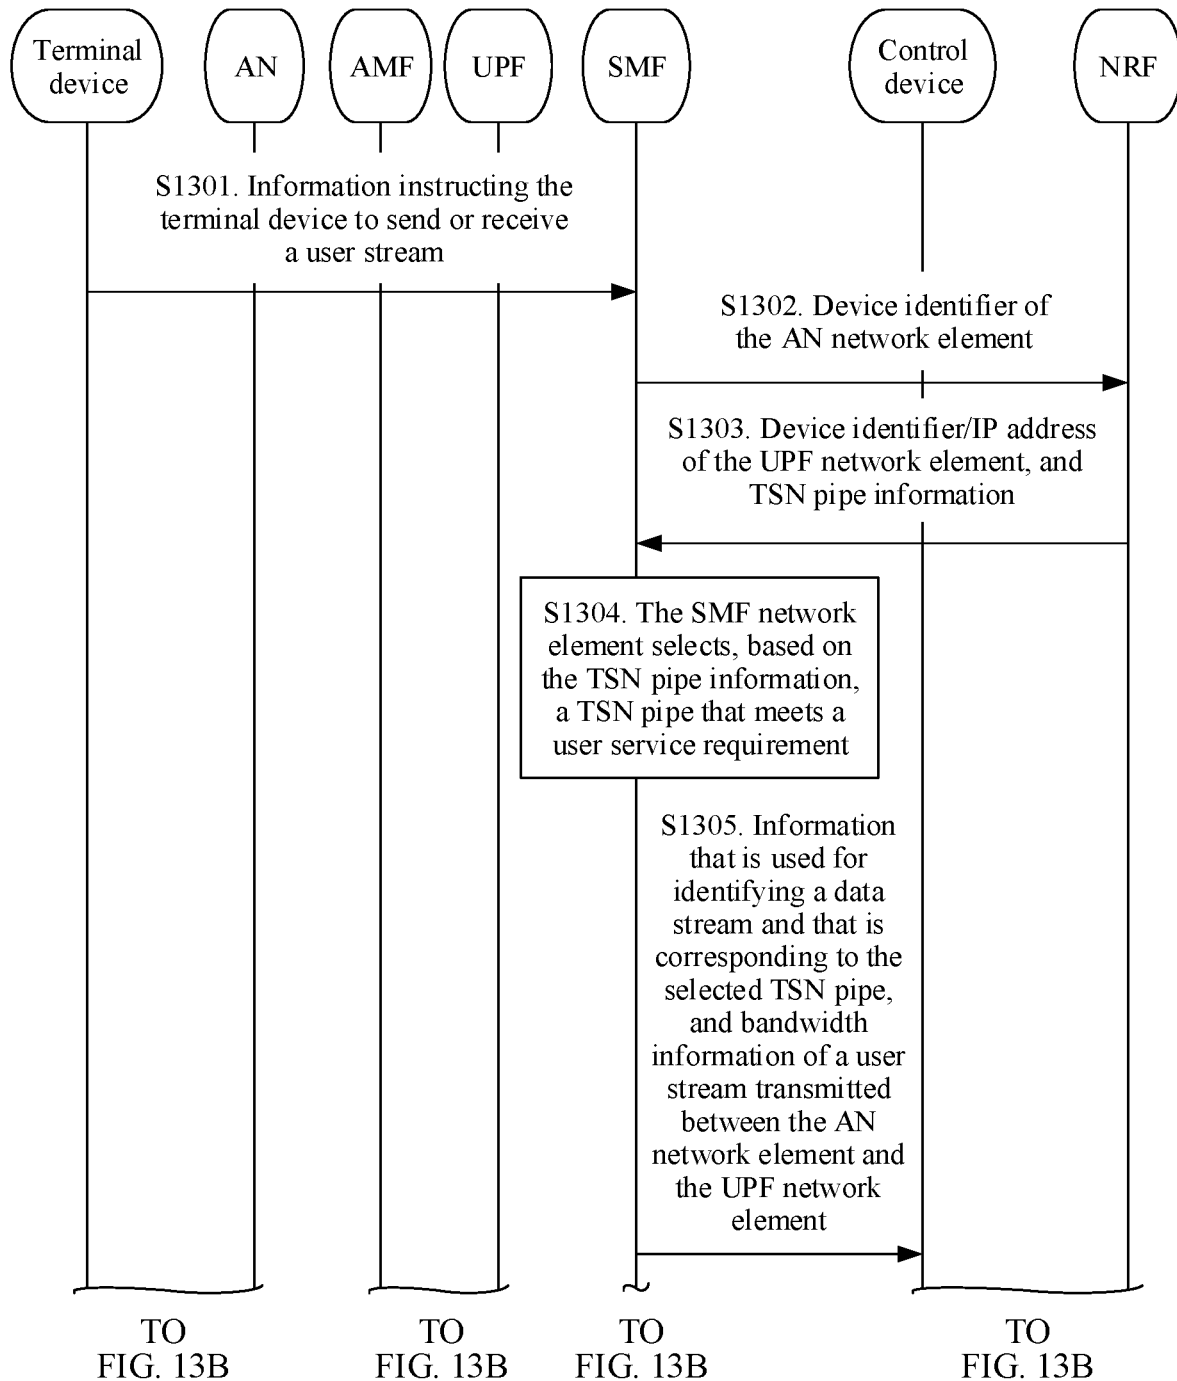 Terminal
device
AN
AMF
UPF
SMF
Control
device
NRF
S1301. Information instructing the
terminal device to send or receive
a user stream
S1302. Device identifier of
the AN network element
S1303. Device identifier/IP address
of the UPF network element, and
TSN pipe information
S1304. The SMF network
element selects, based on
the TSN pipe information,
a TSN pipe that meets a
user service requirement
S1305. Information
that is used for
identifying a data
stream and that is
corresponding to the
selected TSN pipe,
and bandwidth
information of a user
stream transmitted
between the AN
network element and
the UPF network
element
TO
FIG. 13B
TO
FIG. 13B
TO
FIG. 13B
TO
FIG. 13B